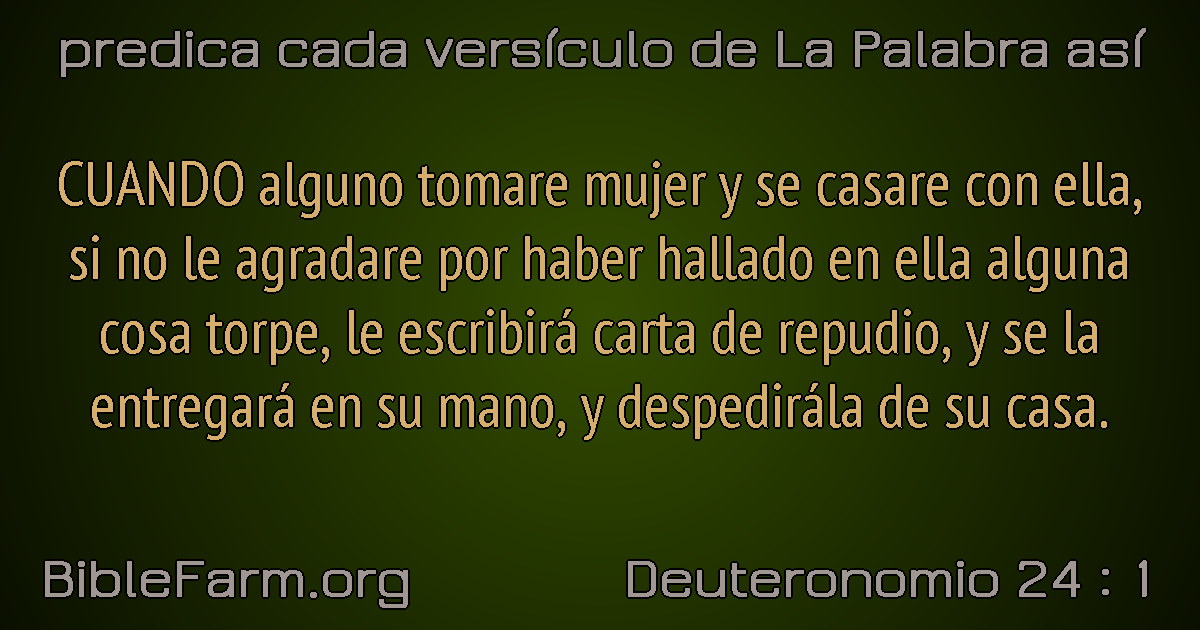 predica cada versículo de La Palabra así
CUANDO alguno tomare mujer y se casare con ella,
si no le agradare por haber hallado en ella alguna
cosa torpe, le escribirá carta de repudio, y se la
entregará en su mano, y despedirála de su casa.
BibleFarm.org
Deuteronomio 24 : 1